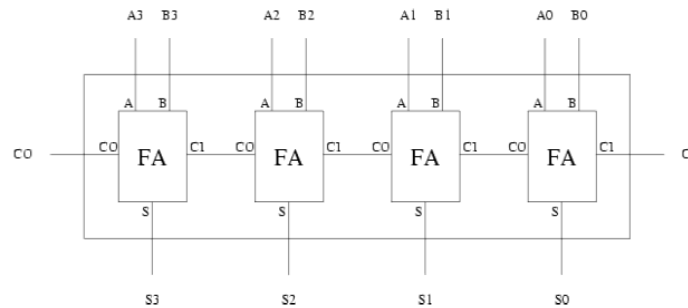 A3 B3 A2 B2 A1 B1 A0 B0
A B A B A B A B
CO CO FA C1 CO FA C1 CO FA C1 CO FA C1 C
S S S S
S3 S2 S1 S0